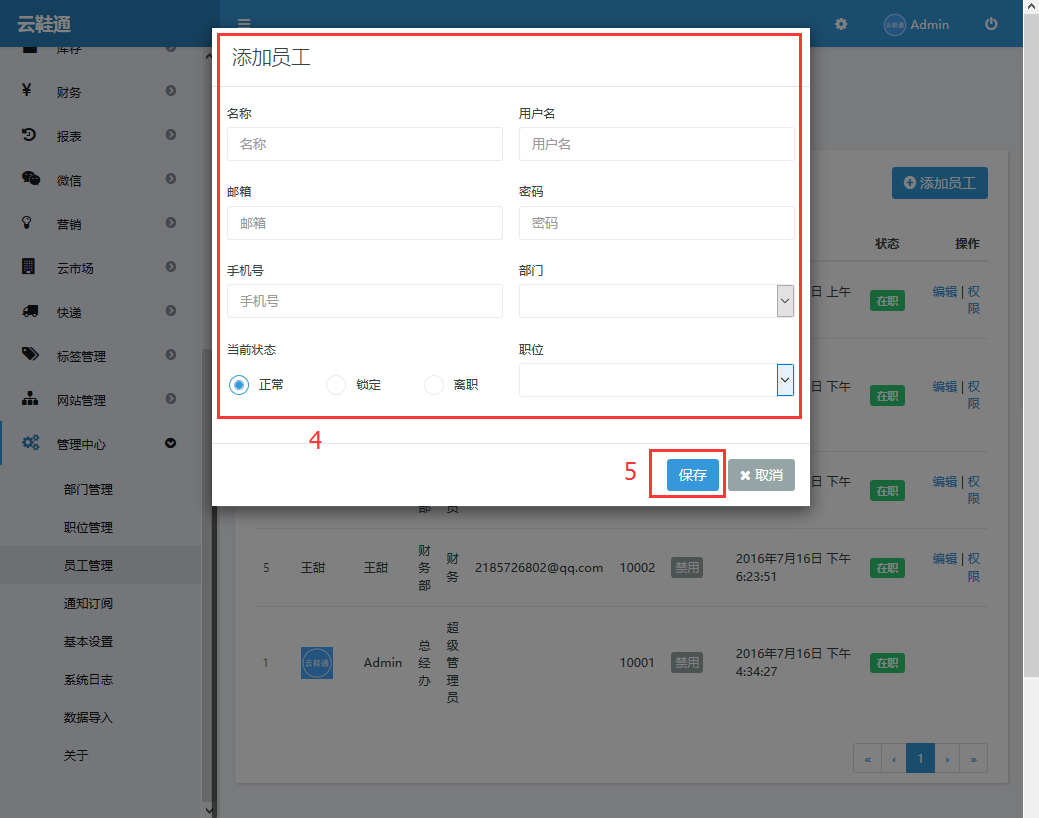 云鞋通
Admin
库存
财务
报表
微信
营销
云市场
快递
标签管理
网站管理
管理中心
部门管理
职位管理
员工管理
通知订阅
基本设置
系统日志
数据导入
关于
添加员工
名称
名称
用户名
用户名
邮箱
邮箱
密码
密码
手机号
手机号
部门
当前状态
正常 锁定 离职
职位
4
5
保存
取消
添加员工
状态 操作
日 上午
在职
编辑 | 权
限
日 下午
在职
编辑 | 权
限
日 下午
在职
编辑 | 权
限
部 员
5
王甜
王甜
财
务
部
财
务
2185726802@qq.com
10002
禁用
2016年7月16日 下午
6:23:51
在职
编辑 | 权
限
1
云鞋通
Admin
总
经
办
超
级
管
理
员
10001
禁用
2016年7月16日 下午
4:34:27
在职
« ‹ 1 › »